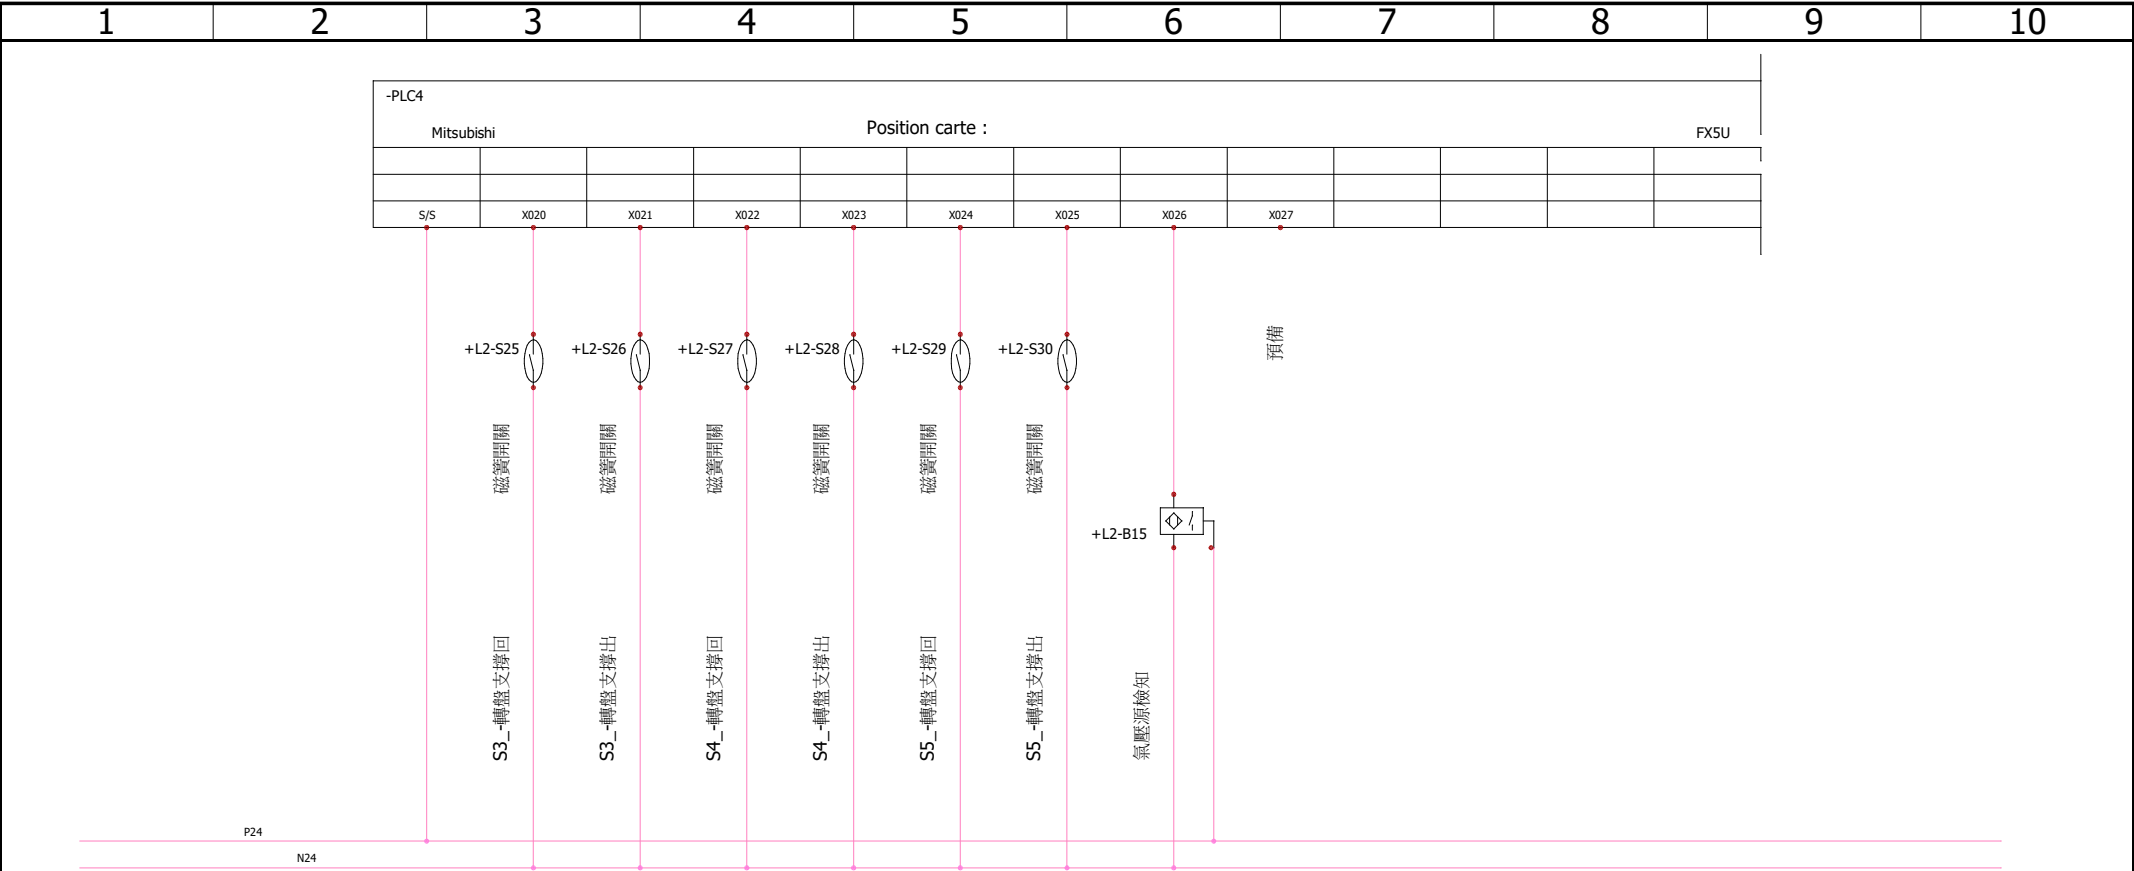 1 2 3 4 5 6 7 8 9 10
-PLC4
Mitsubishi Position carte : FX5U
S/S X020 X021 X022 X023 X024 X025 X026 X027
+L2-S25 +L2-S26 +L2-S27 +L2-S28 +L2-S29 +L2-S30
預備
磁簧開關 磁簧開關 磁簧開關 磁簧開關 磁簧開關 磁簧開關
+L2-B15
S3_-轉盤支撐回
S3_-轉盤支撐出
S4_-轉盤支撐回
S4_-轉盤支撐出
S5_-轉盤支撐回
S5_-轉盤支撐出
氣壓源檢知
P24
N24